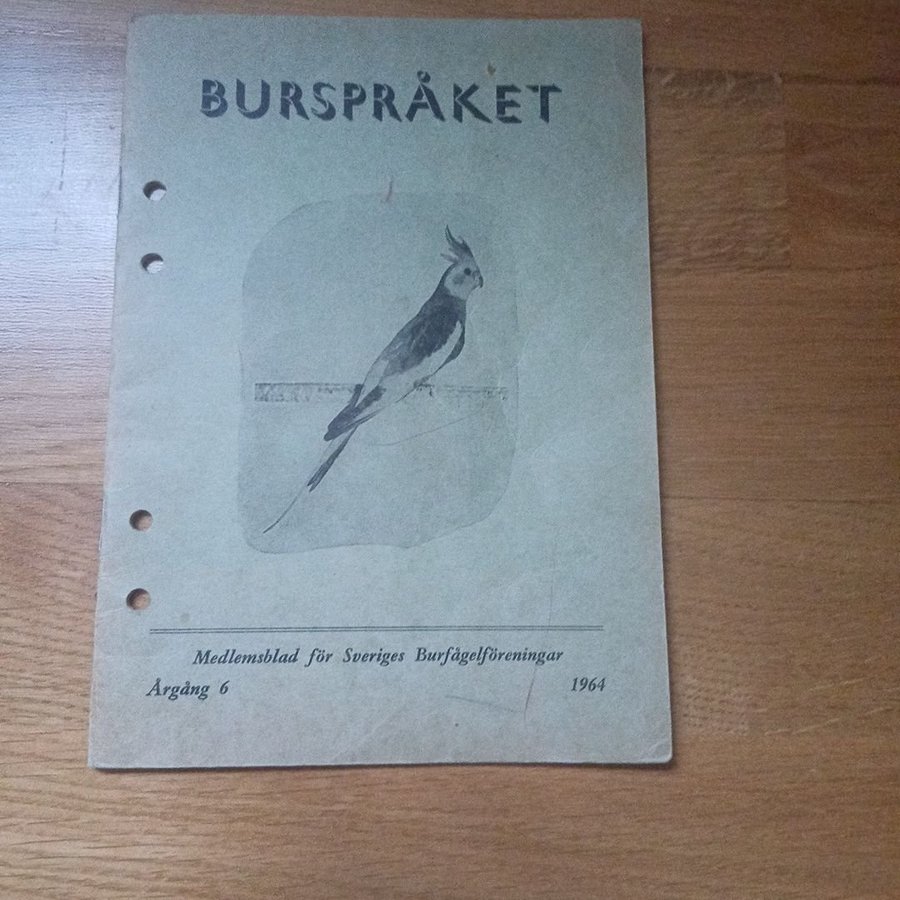 BURSPRÅKET
Medlemsblad för Sveriges Burfågelföreningar
Årgång 6
1964